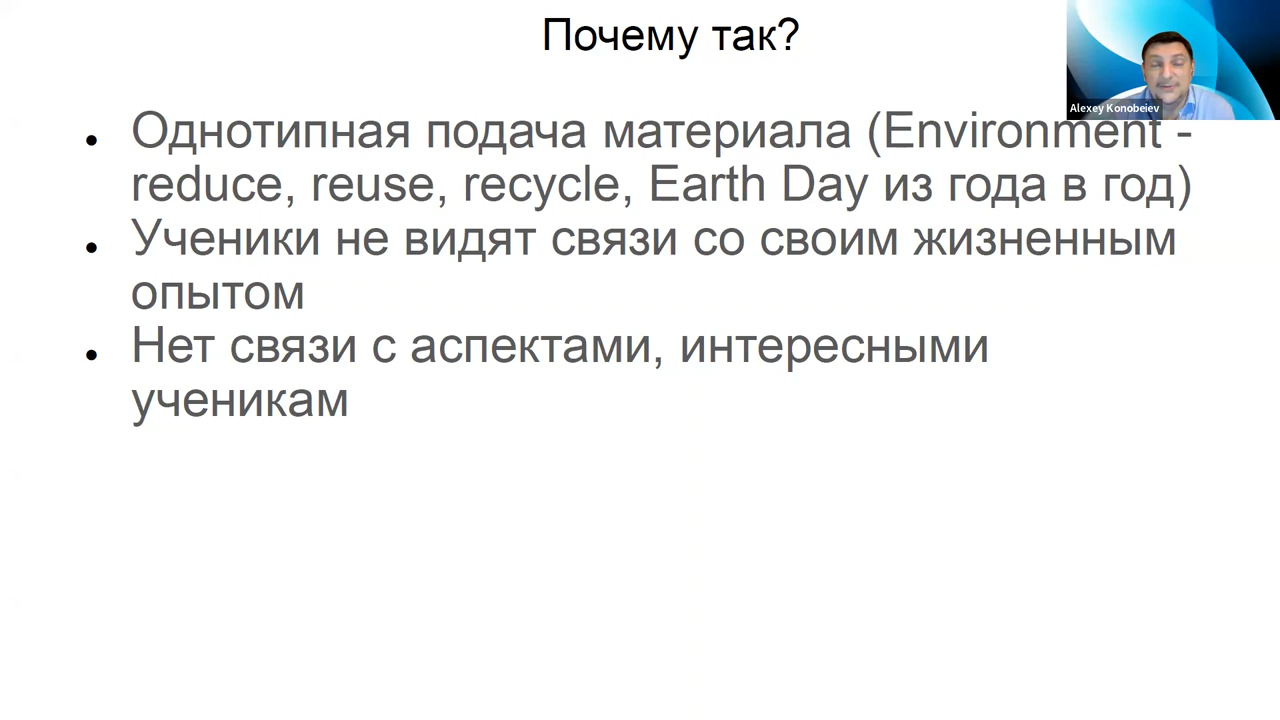 Почему так?
Alexey Konobeiev
• Однотипная подача материала (Environment -
reduce, reuse, recycle, Earth Day из года в год)
• Ученики не видят связи со своим жизненным
опытом
• Нет связи с аспектами, интересными
ученикам